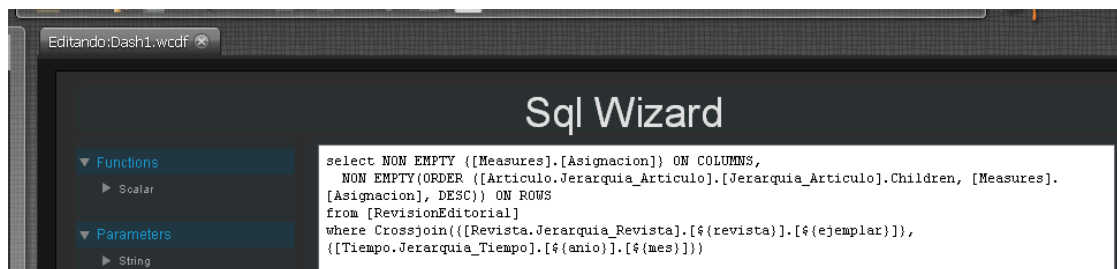 Editando:Dash1.wcdf
Sql Wizard
Functions
Scalar
Parameters
String
select NON EMPTY {[Measures].[Asignacion]} ON COLUMNS,
NON EMPTY(ORDER ([Articulo.Jerarquia_Articulo].[Jerarquia_Articulo].Children, [Measures].
[Asignacion], DESC)) ON ROWS
from [RevisionEditorial]
where Crossjoin({[Revista.Jerarquia_Revista].[${revista}].[${ejemplar}]},
{[Tiempo.Jerarquia_Tiempo].[${anio}].[${mes}]})